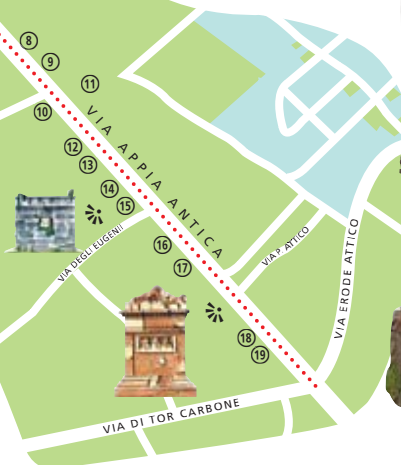 8
9
11
10
VIA APPIA ANTICA
12
13
14
15
VIA DEGLI EUGENII
16
17
VIA P. ATTICO
VIA ERODE ATTICO
18
19
VIA DI TOR CARBONE